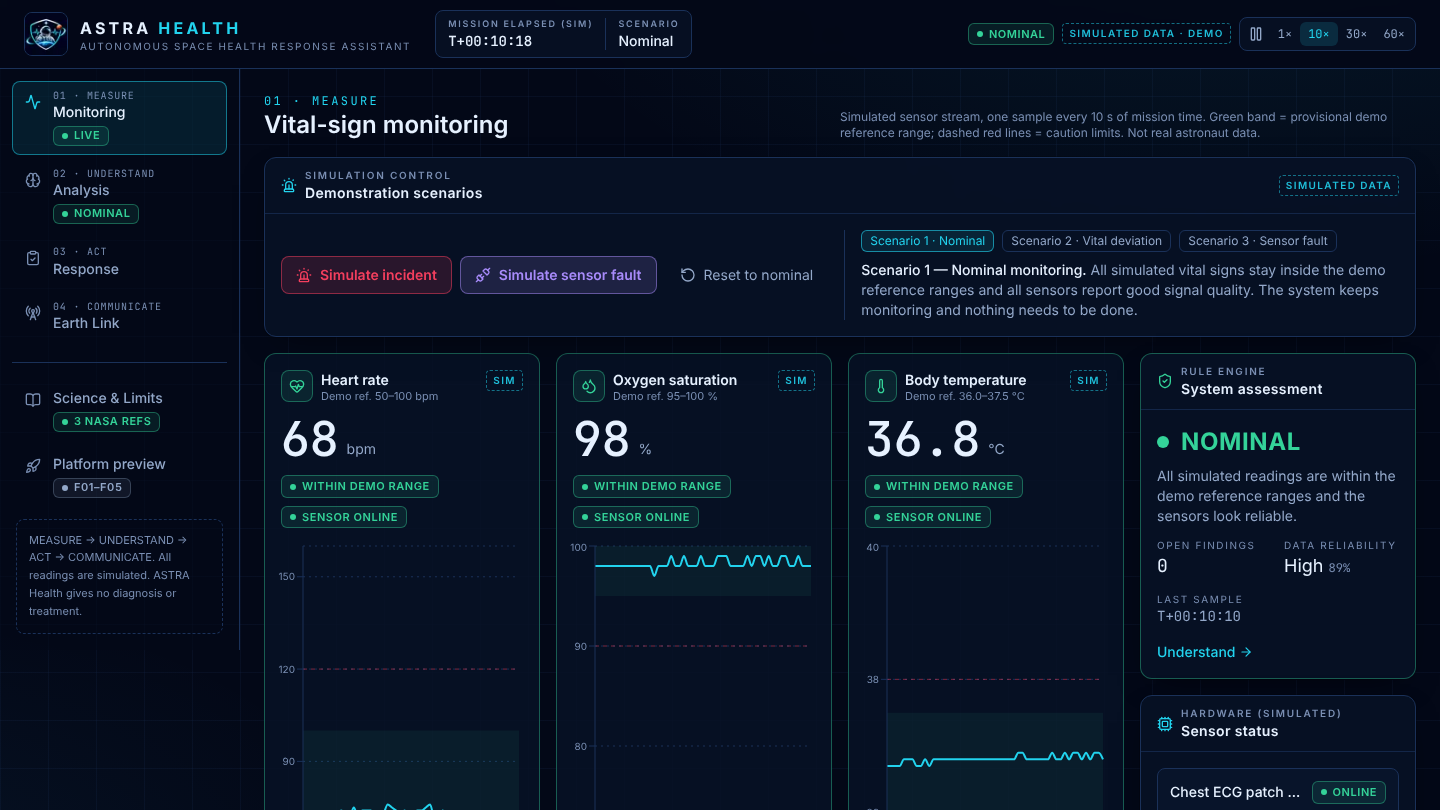 ASTRA HEALTH
AUTONOMOUS SPACE HEALTH RESPONSE ASSISTANT
MISSION ELAPSED (SIM)
T+00:10:18
SCENARIO
Nominal
NOMINAL
SIMULATED DATA · DEMO
1×
10×
30×
60×
01 · MEASURE
Monitoring
LIVE
02 · UNDERSTAND
Analysis
NOMINAL
03 · ACT
Response
04 · COMMUNICATE
Earth Link
Science & Limits
3 NASA REFS
Platform preview
F01–F05
MEASURE → UNDERSTAND →
ACT → COMMUNICATE. All
readings are simulated. ASTRA
Health gives no diagnosis or
treatment.
01 · MEASURE
Vital-sign monitoring
Simulated sensor stream, one sample every 10 s of mission time. Green band = provisional demo
reference range; dashed red lines = caution limits. Not real astronaut data.
SIMULATION CONTROL
Demonstration scenarios
SIMULATED DATA
Simulate incident
Simulate sensor fault
Reset to nominal
Scenario 1 · Nominal
Scenario 2 · Vital deviation
Scenario 3 · Sensor fault
Scenario 1 — Nominal monitoring. All simulated vital signs stay inside the demo
reference ranges and all sensors report good signal quality. The system keeps
monitoring and nothing needs to be done.
Heart rate
Demo ref. 50–100 bpm
SIM
68 bpm
WITHIN DEMO RANGE
SENSOR ONLINE
150
120
90
Oxygen saturation
Demo ref. 95–100 %
SIM
98 %
WITHIN DEMO RANGE
SENSOR ONLINE
100
90
80
Body temperature
Demo ref. 36.0–37.5 °C
SIM
36.8 °C
WITHIN DEMO RANGE
SENSOR ONLINE
40
38
RULE ENGINE
System assessment
NOMINAL
All simulated readings are within the
demo reference ranges and the
sensors look reliable.
OPEN FINDINGS
0
DATA RELIABILITY
High 89%
LAST SAMPLE
T+00:10:10
Understand →
HARDWARE (SIMULATED)
Sensor status
Chest ECG patch ...
ONLINE